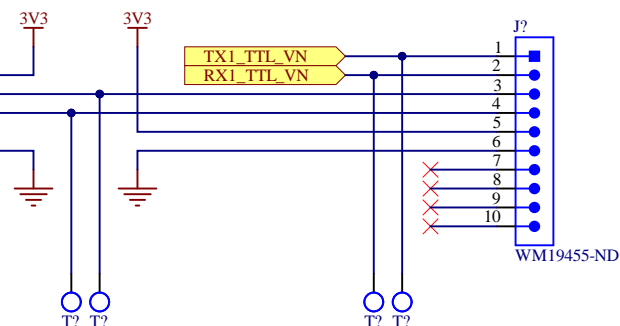 3V3
3V3
J?
TX1_TTL_VN
RX1_TTL_VN
1
2
3
4
5
6
7
8
9
10
WM19455-ND
T?
T?
T?
T?